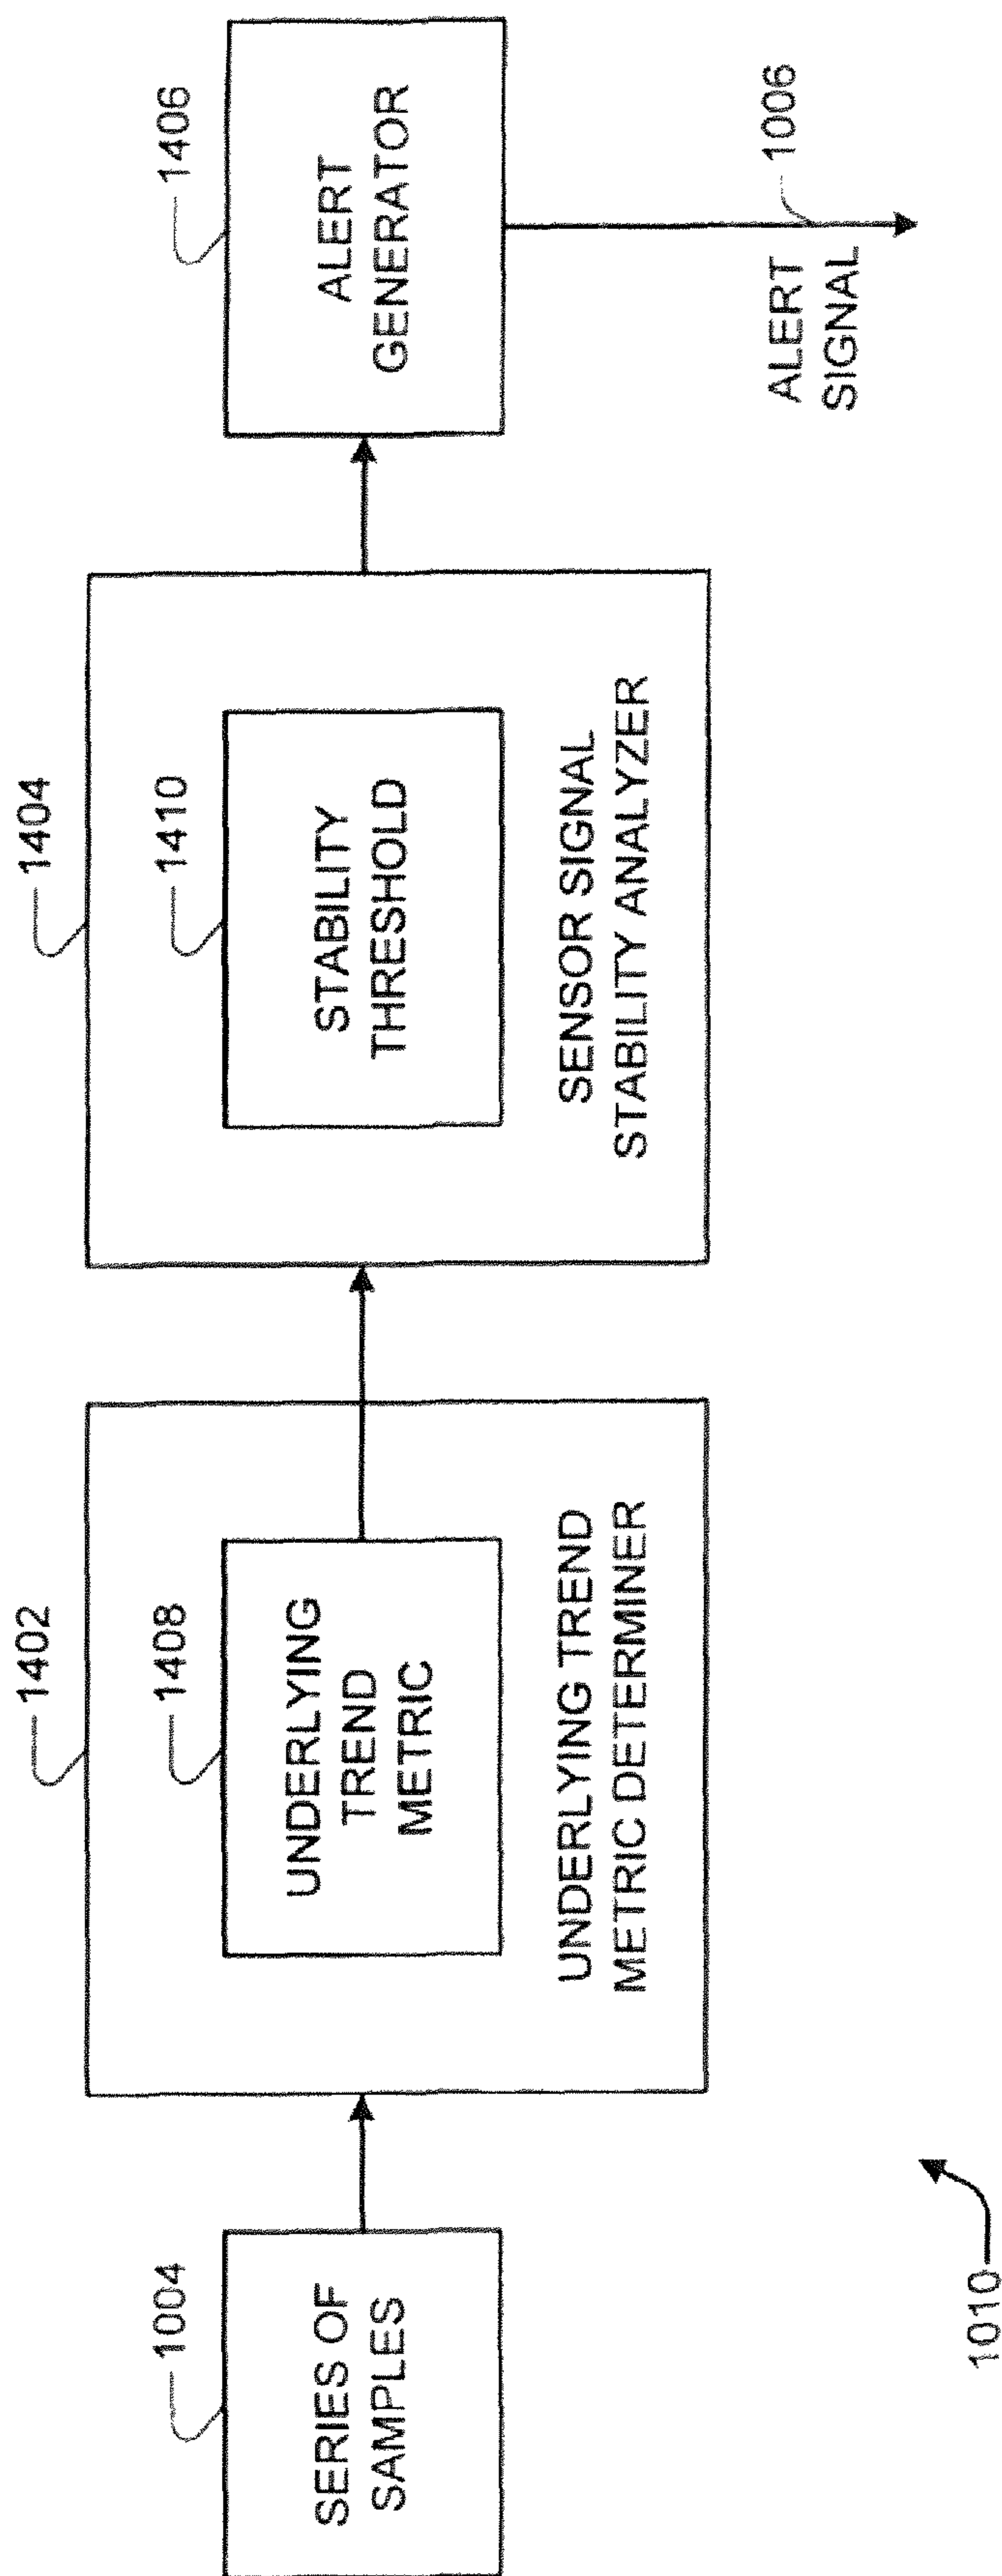 1004
SERIES OF
SAMPLES
1402
1408
UNDERLYING
TREND
METRIC
UNDERLYING TREND
METRIC DETERMINER
1404
1410
STABILITY
THRESHOLD
SENSOR SIGNAL
STABILITY ANALYZER
1406
ALERT
GENERATOR
ALERT
SIGNAL
1006
1010